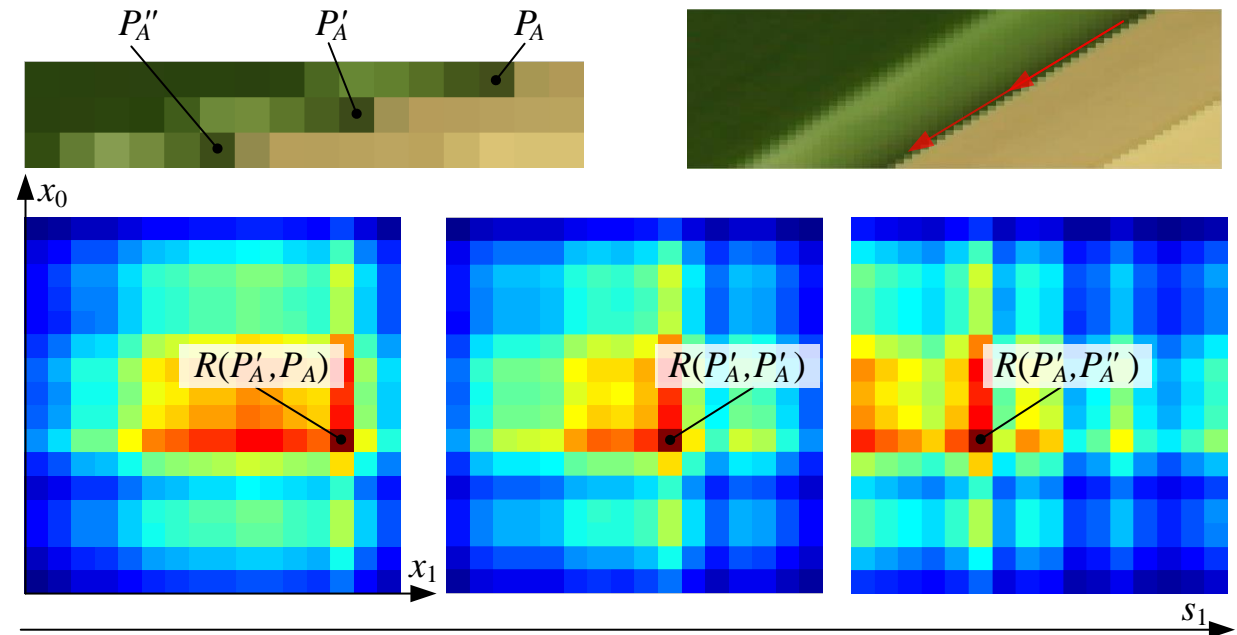 P″_A P′_A P_A
x_0
R(P′_A,P_A) R(P′_A,P′_A) R(P′_A,P″_A)
x_1
s_1